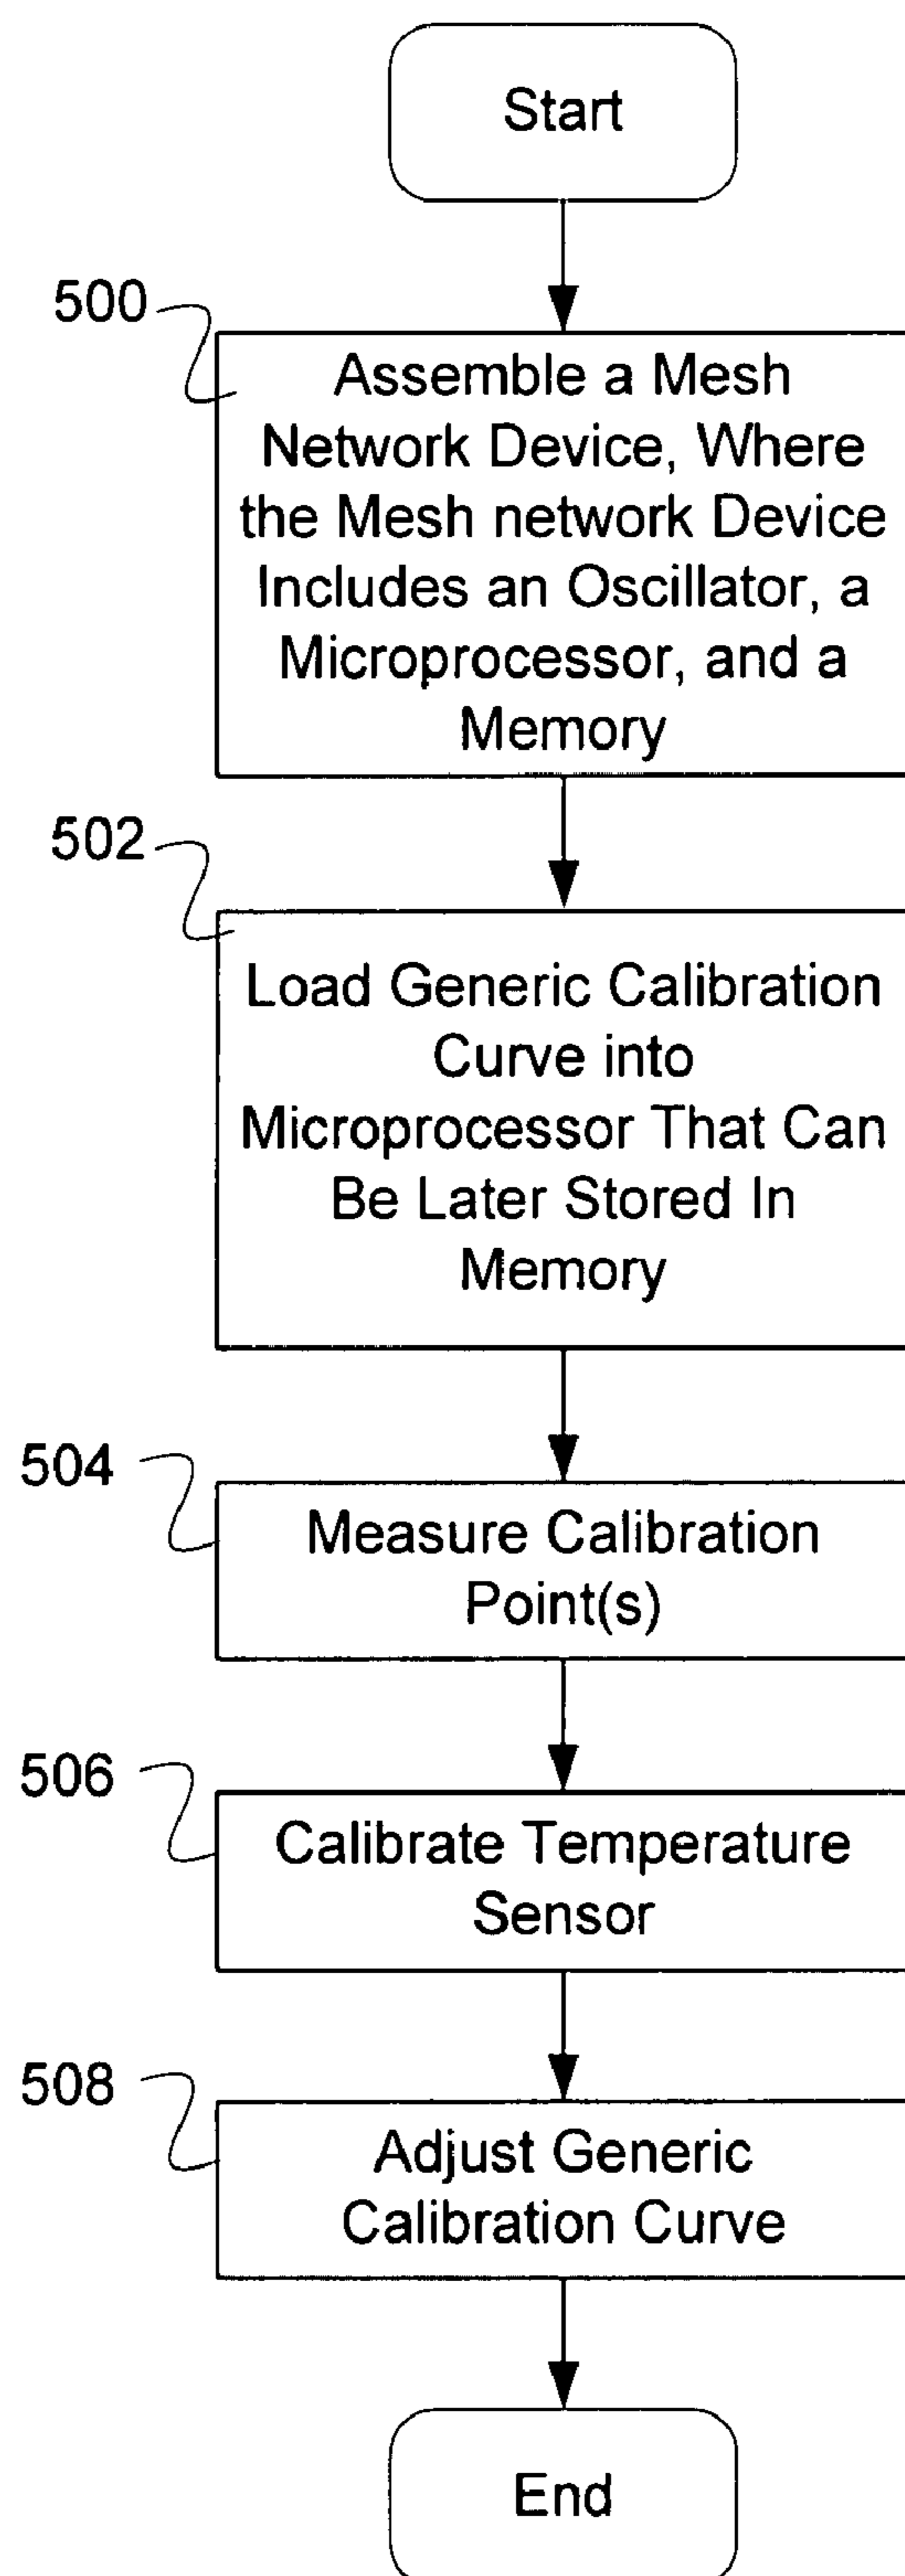 Start
500
Assemble a Mesh
Network Device, Where
the Mesh network Device
Includes an Oscillator, a
Microprocessor, and a
Memory
502
Load Generic Calibration
Curve into
Microprocessor That Can
Be Later Stored In
Memory
504
Measure Calibration
Point(s)
506
Calibrate Temperature
Sensor
508
Adjust Generic
Calibration Curve
End